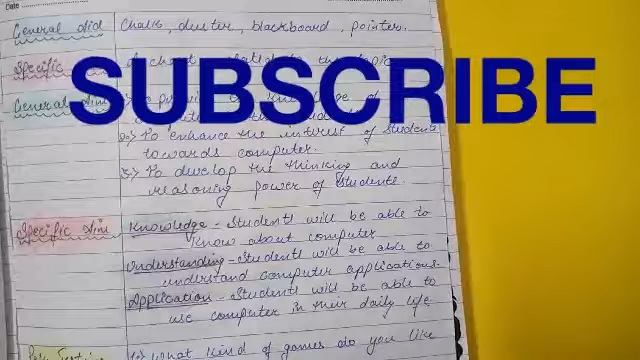 Date
General Aid Chalk, duster, blackboard, pointer.
Specific
SUBSCRIBE
General Aim
2) To enhance the interest of students
towards computer.
3) To develop the thinking and
reasoning power of students.
Specific Aim Knowledge - Students will be able to
know about computer
Understanding - Students will be able to
understand computer applications.
Application - Students will be able to
use computer in their daily life
1) What kind of games do you like